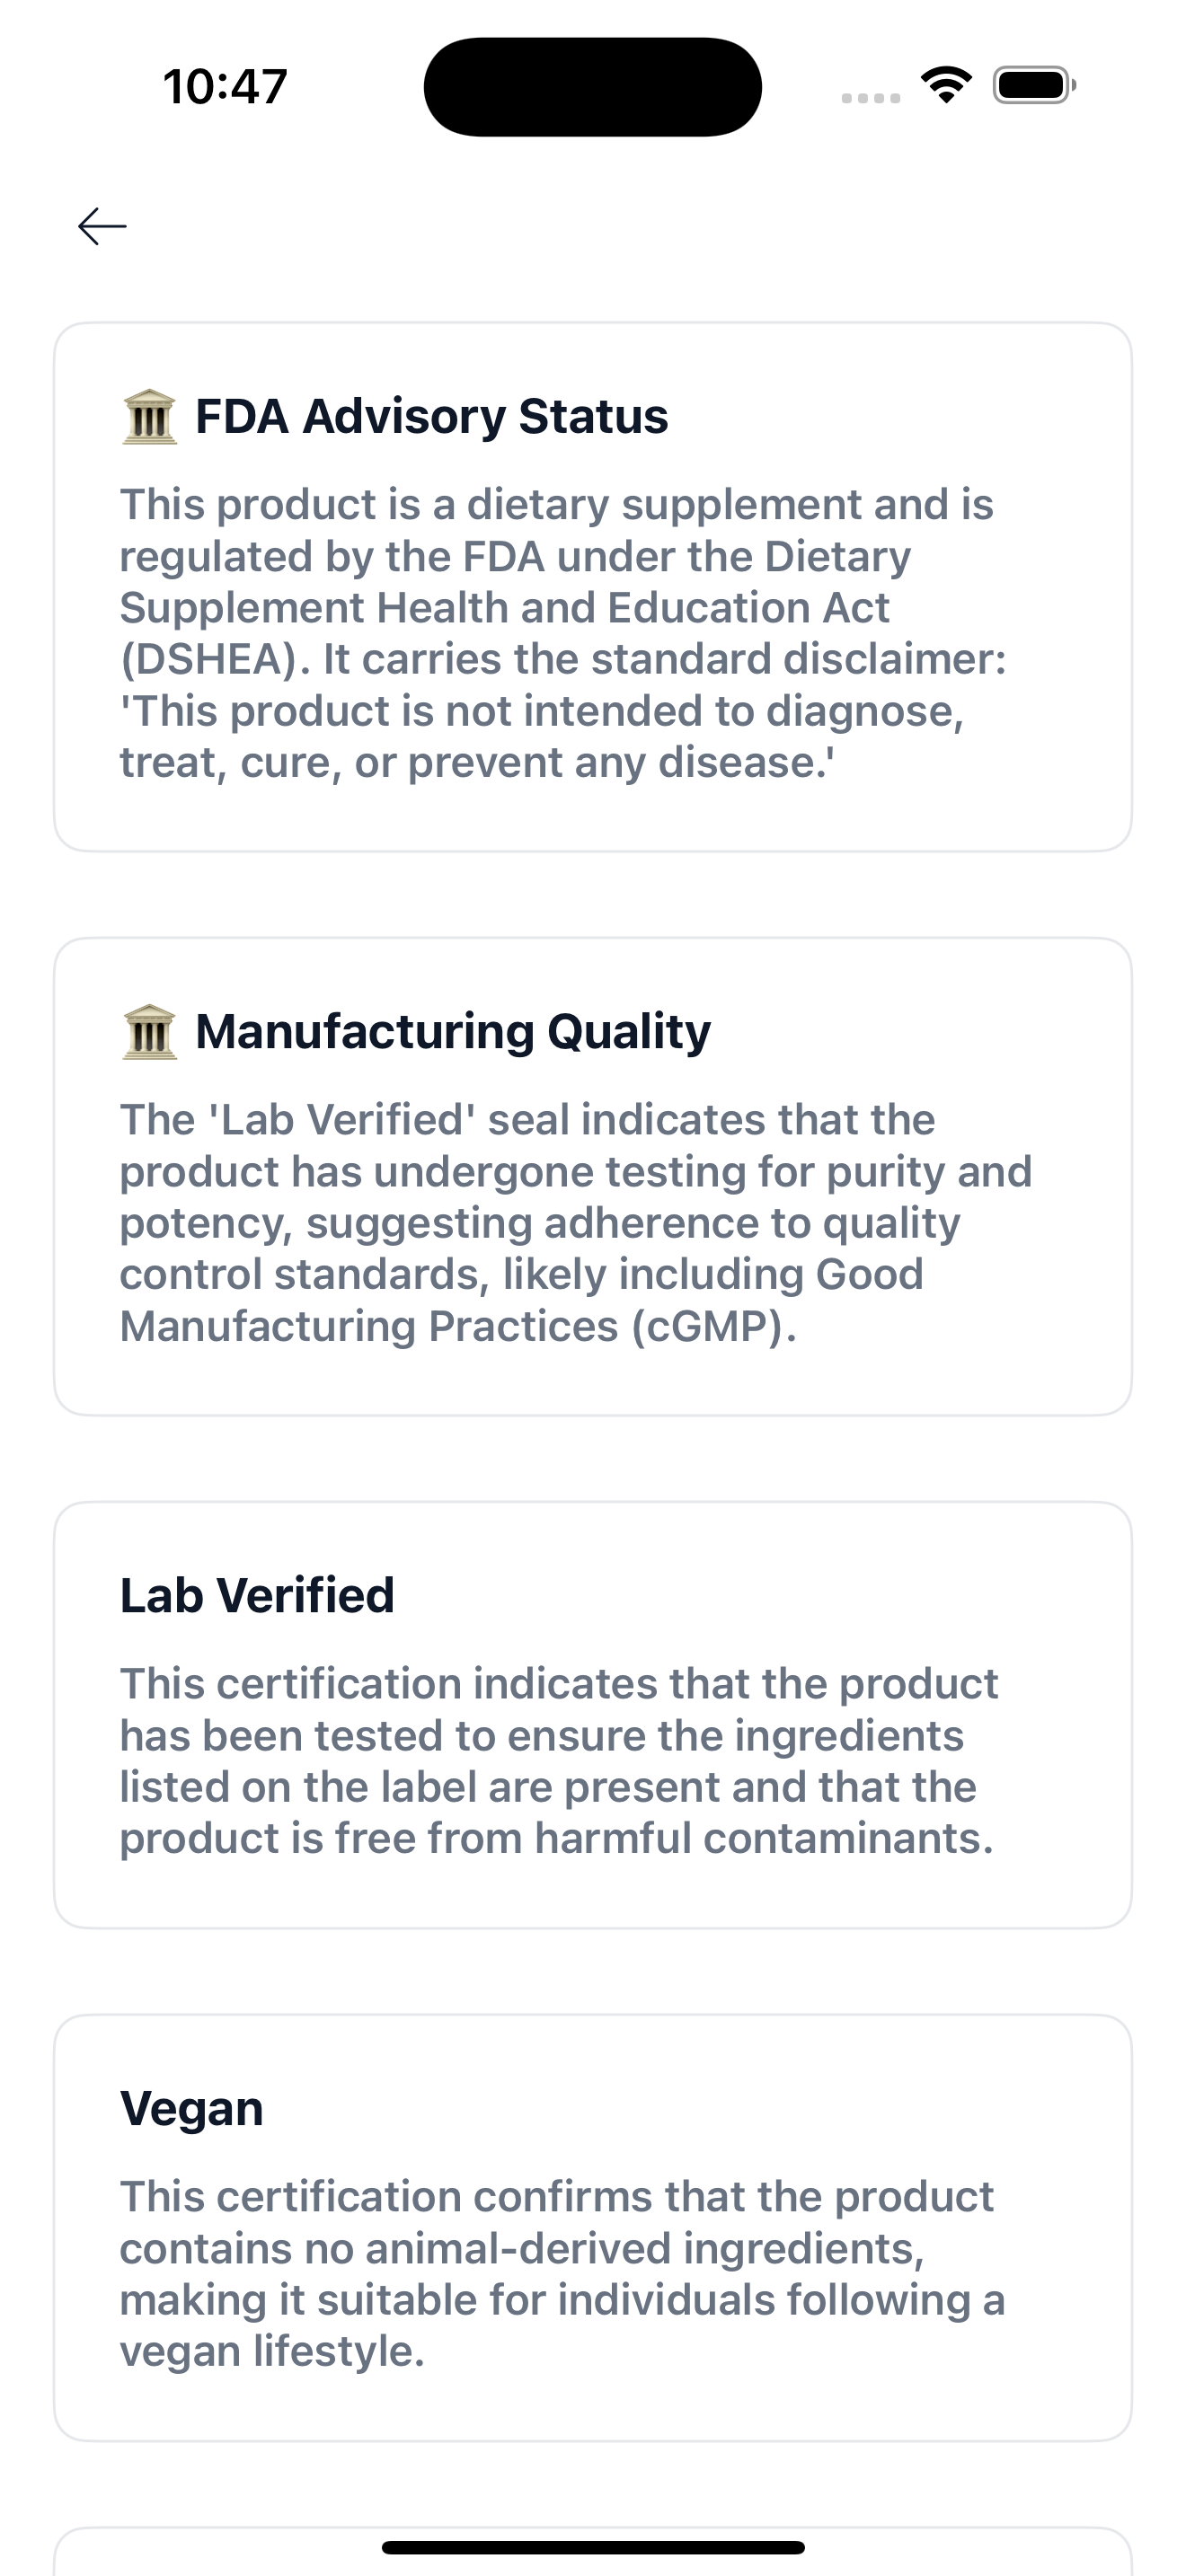 10:47
FDA Advisory Status
This product is a dietary supplement and is
regulated by the FDA under the Dietary
Supplement Health and Education Act
(DSHEA). It carries the standard disclaimer:
'This product is not intended to diagnose,
treat, cure, or prevent any disease.'
Manufacturing Quality
The 'Lab Verified' seal indicates that the
product has undergone testing for purity and
potency, suggesting adherence to quality
control standards, likely including Good
Manufacturing Practices (cGMP).
Lab Verified
This certification indicates that the product
has been tested to ensure the ingredients
listed on the label are present and that the
product is free from harmful contaminants.
Vegan
This certification confirms that the product
contains no animal-derived ingredients,
making it suitable for individuals following a
vegan lifestyle.